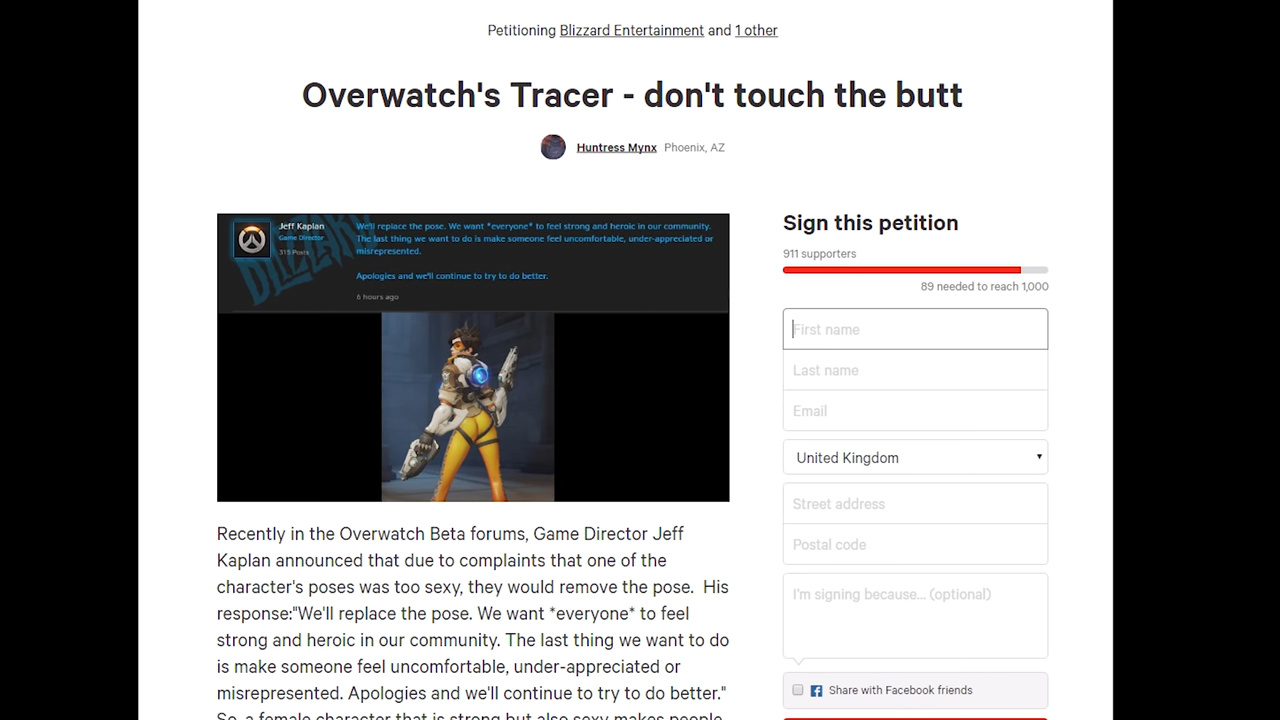 Petitioning Blizzard Entertainment and 1 other
Overwatch's Tracer - don't touch the butt
Huntress Mynx Phoenix, AZ
BLIZZARD
Jeff Kaplan
Game Director
315 Posts
We'll replace the pose. We want *everyone* to feel strong and heroic in our community.
The last thing we want to do is make someone feel uncomfortable, under-appreciated or
misrepresented.
Apologies and we'll continue to try to do better.
6 hours ago
Recently in the Overwatch Beta forums, Game Director Jeff
Kaplan announced that due to complaints that one of the
character's poses was too sexy, they would remove the pose.  His
response:"We'll replace the pose. We want *everyone* to feel
strong and heroic in our community. The last thing we want to do
is make someone feel uncomfortable, under-appreciated or
misrepresented. Apologies and we'll continue to try to do better."
So, a female character that is strong but also sexy makes people
Sign this petition
911 supporters
89 needed to reach 1,000
First name
Last name
Email
United Kingdom
Street address
Postal code
I'm signing because... (optional)
Share with Facebook friends